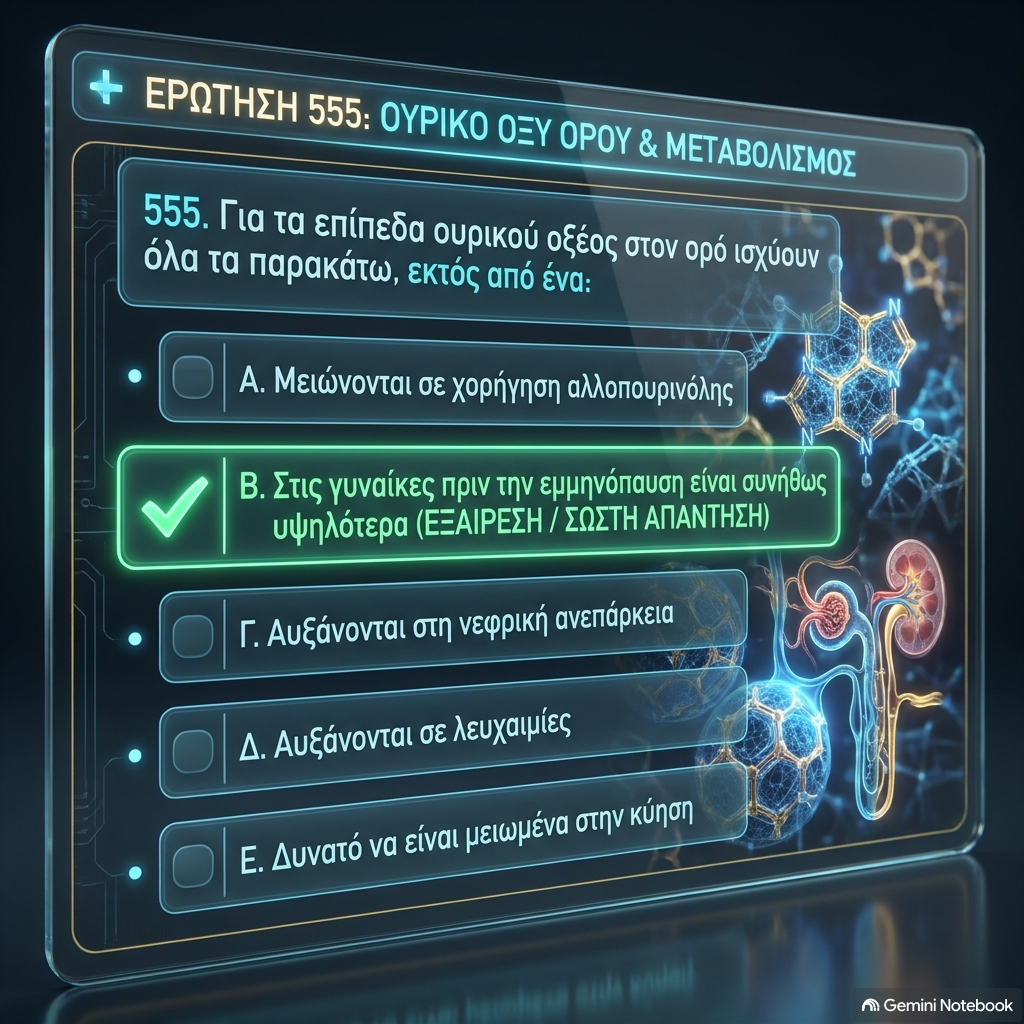 ΕΡΩΤΗΣΗ 555: ΟΥΡΙΚΟ ΟΞΥ ΟΡΟΥ & ΜΕΤΑΒΟΛΙΣΜΟΣ
555. Για τα επίπεδα ουρικού οξέος στον ορό ισχύουν
όλα τα παρακάτω, εκτός από ένα:
Α. Μειώνονται σε χορήγηση αλλοπουρινόλης
Β. Στις γυναίκες πριν την εμμηνόπαυση είναι συνήθως
υψηλότερα (ΕΞΑΙΡΕΣΗ / ΣΩΣΤΗ ΑΠΑΝΤΗΣΗ)
Γ. Αυξάνονται στη νεφρική ανεπάρκεια
Δ. Αυξάνονται σε λευχαιμίες
Ε. Δυνατό να είναι μειωμένα στην κύηση
N
N
N
N
Gemini Notebook